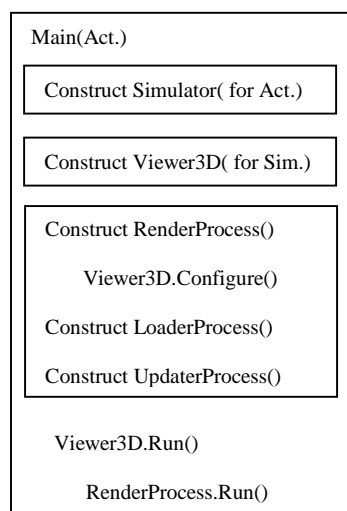 Main(Act.)
Construct Simulator( for Act.)
Construct Viewer3D( for Sim.)
Construct RenderProcess()
Viewer3D.Configure()
Construct LoaderProcess()
Construct UpdaterProcess()
Viewer3D.Run()
RenderProcess.Run()